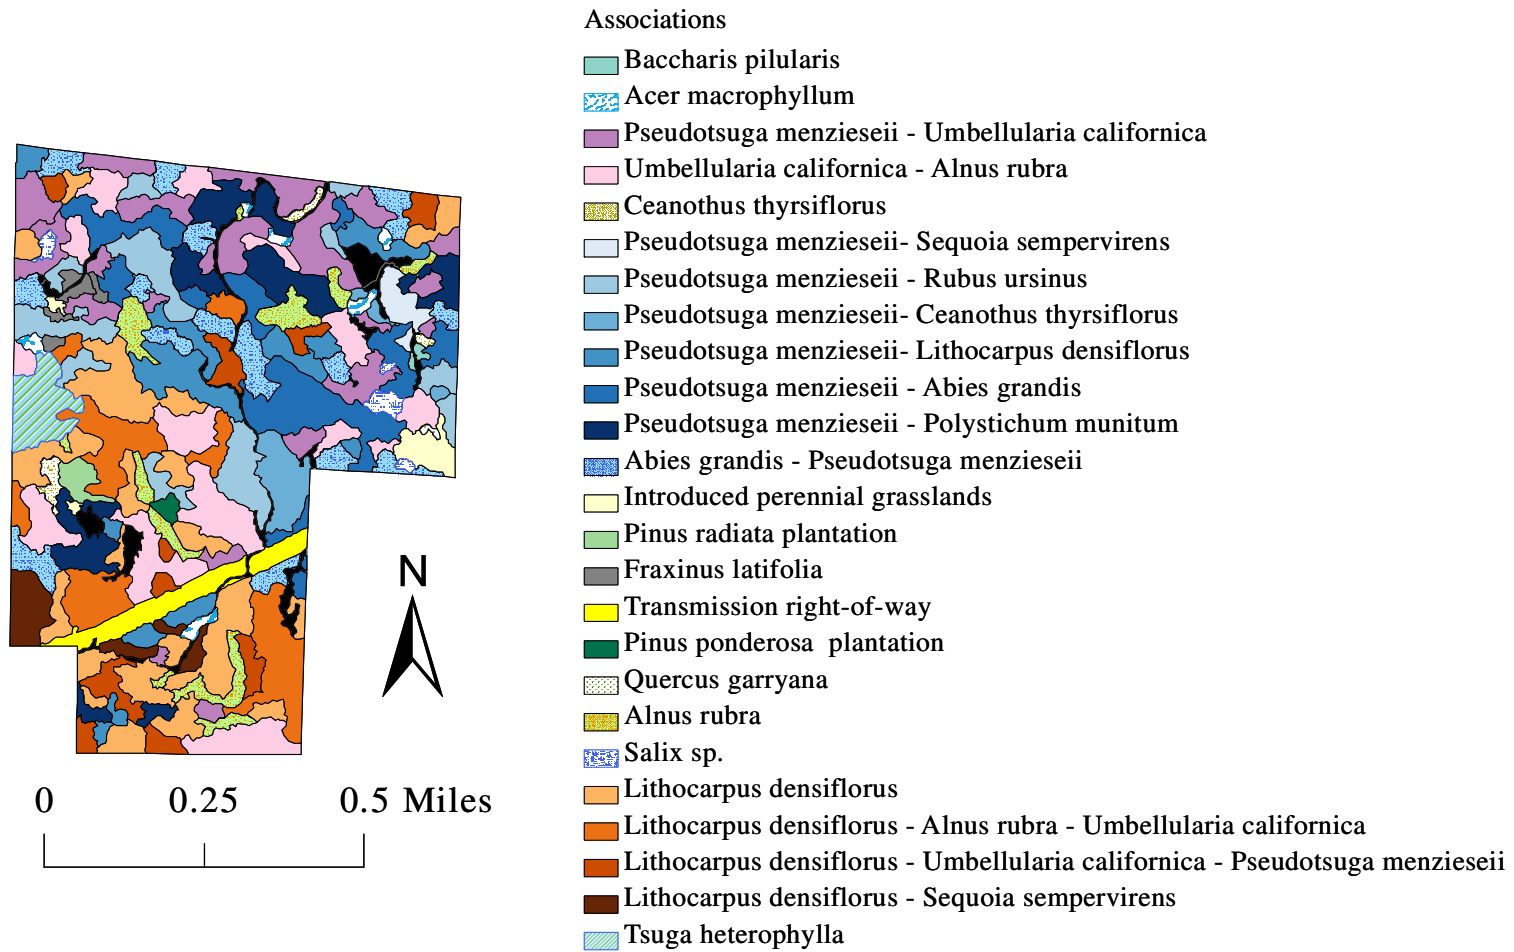 Associations
Baccharis pilularis
Acer macrophyllum
Pseudotsuga menzieseii - Umbellularia californica
Umbellularia californica - Alnus rubra
Ceanothus thyrsiflorus
Pseudotsuga menzieseii- Sequoia sempervirens
Pseudotsuga menzieseii - Rubus ursinus
Pseudotsuga menzieseii- Ceanothus thyrsiflorus
Pseudotsuga menzieseii- Lithocarpus densiflorus
Pseudotsuga menzieseii - Abies grandis
Pseudotsuga menzieseii - Polystichum munitum
Abies grandis - Pseudotsuga menzieseii
Introduced perennial grasslands
Pinus radiata plantation
Fraxinus latifolia
Transmission right-of-way
Pinus ponderosa plantation
Quercus garryana
Alnus rubra
Salix sp.
Lithocarpus densiflorus
Lithocarpus densiflorus - Alnus rubra - Umbellularia californica
Lithocarpus densiflorus - Umbellularia californica - Pseudotsuga menzieseii
Lithocarpus densiflorus - Sequoia sempervirens
Tsuga heterophylla
N
0 0.25 0.5 Miles